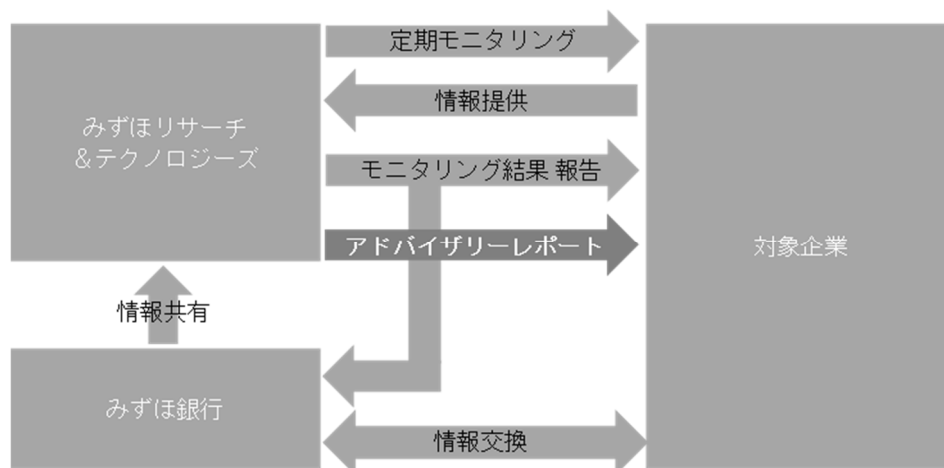 定期モニタリング
情報提供
みずほリサーチ
&テクノロジーズ
モニタリング結果 報告
アドバイザリーレポート
対象企業
情報共有
みずほ銀行
情報交換